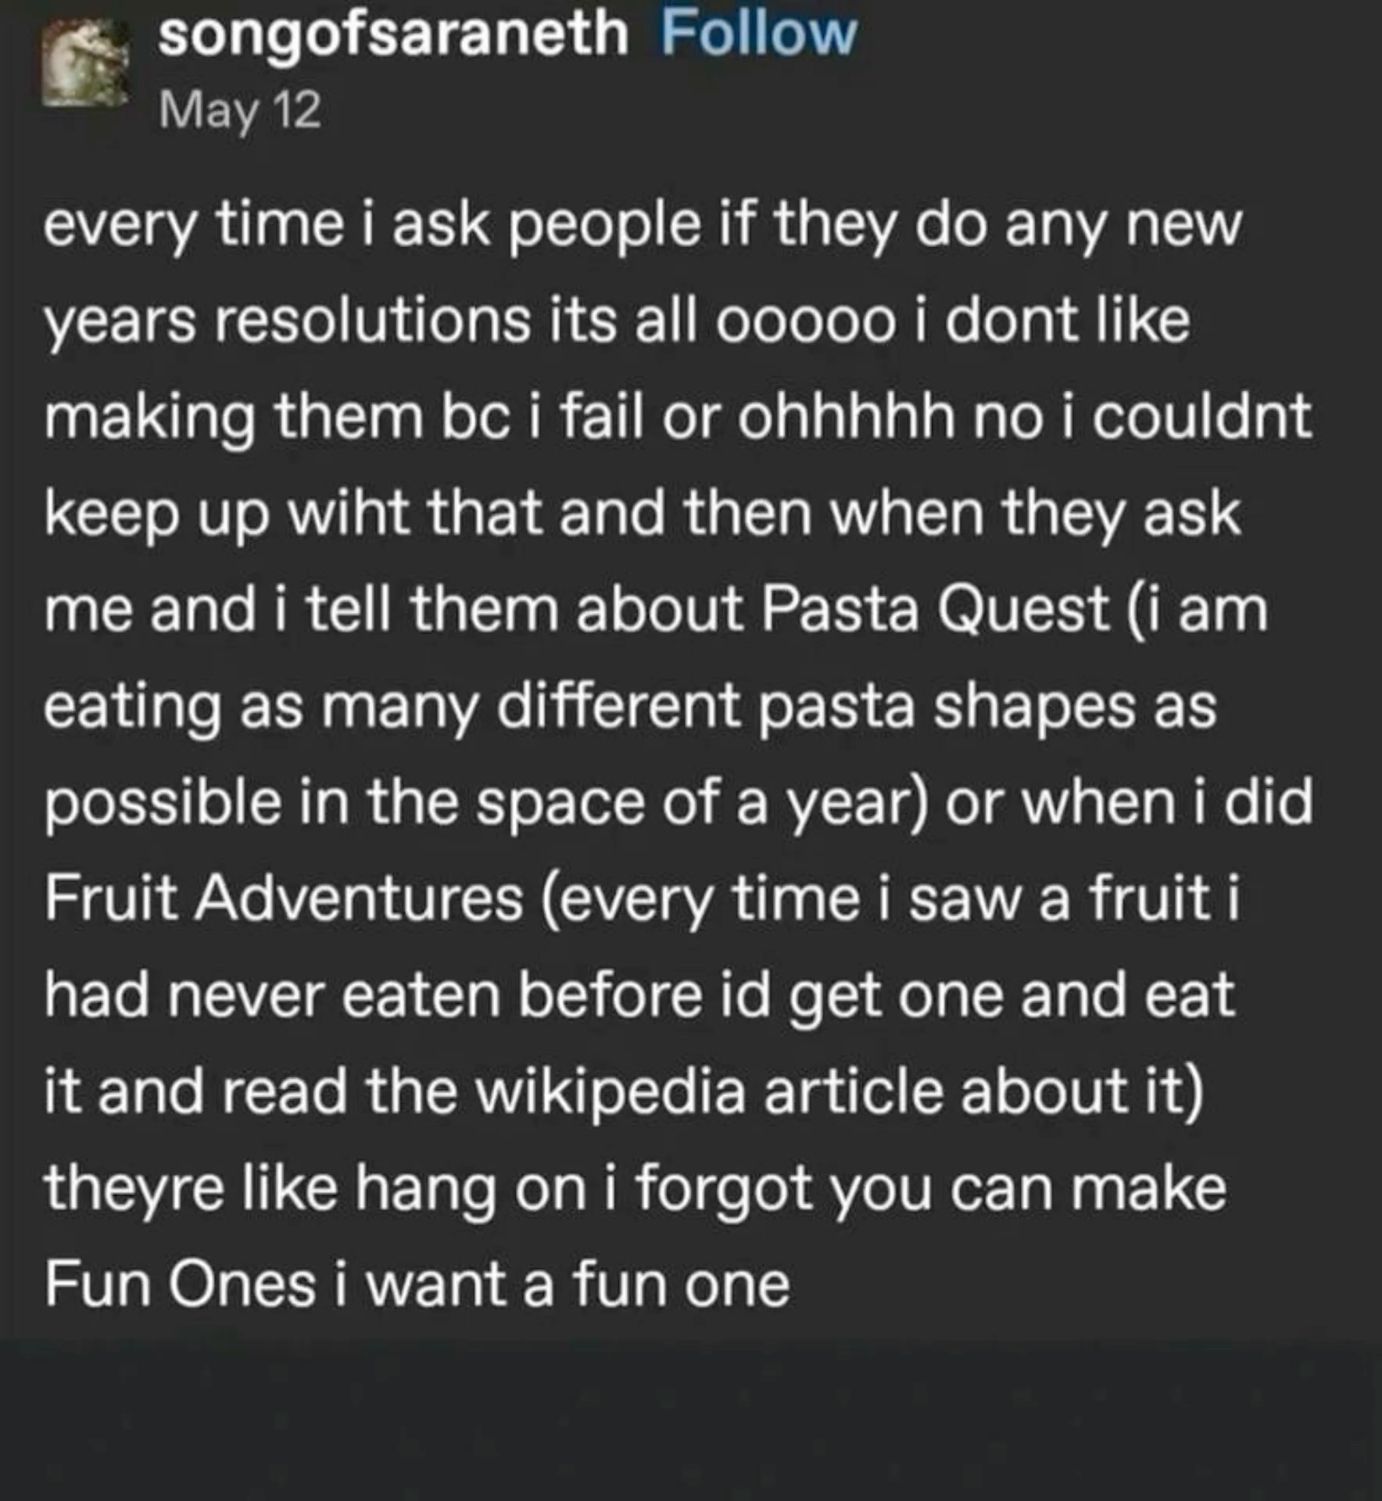 songofsaraneth Follow
May 12
every time i ask people if they do any new
years resolutions its all ooooo i dont like
making them bc i fail or ohhhhh no i couldnt
keep up wiht that and then when they ask
me and i tell them about Pasta Quest (i am
eating as many different pasta shapes as
possible in the space of a year) or when i did
Fruit Adventures (every time i saw a fruit i
had never eaten before id get one and eat
it and read the wikipedia article about it)
theyre like hang on i forgot you can make
Fun Ones i want a fun one